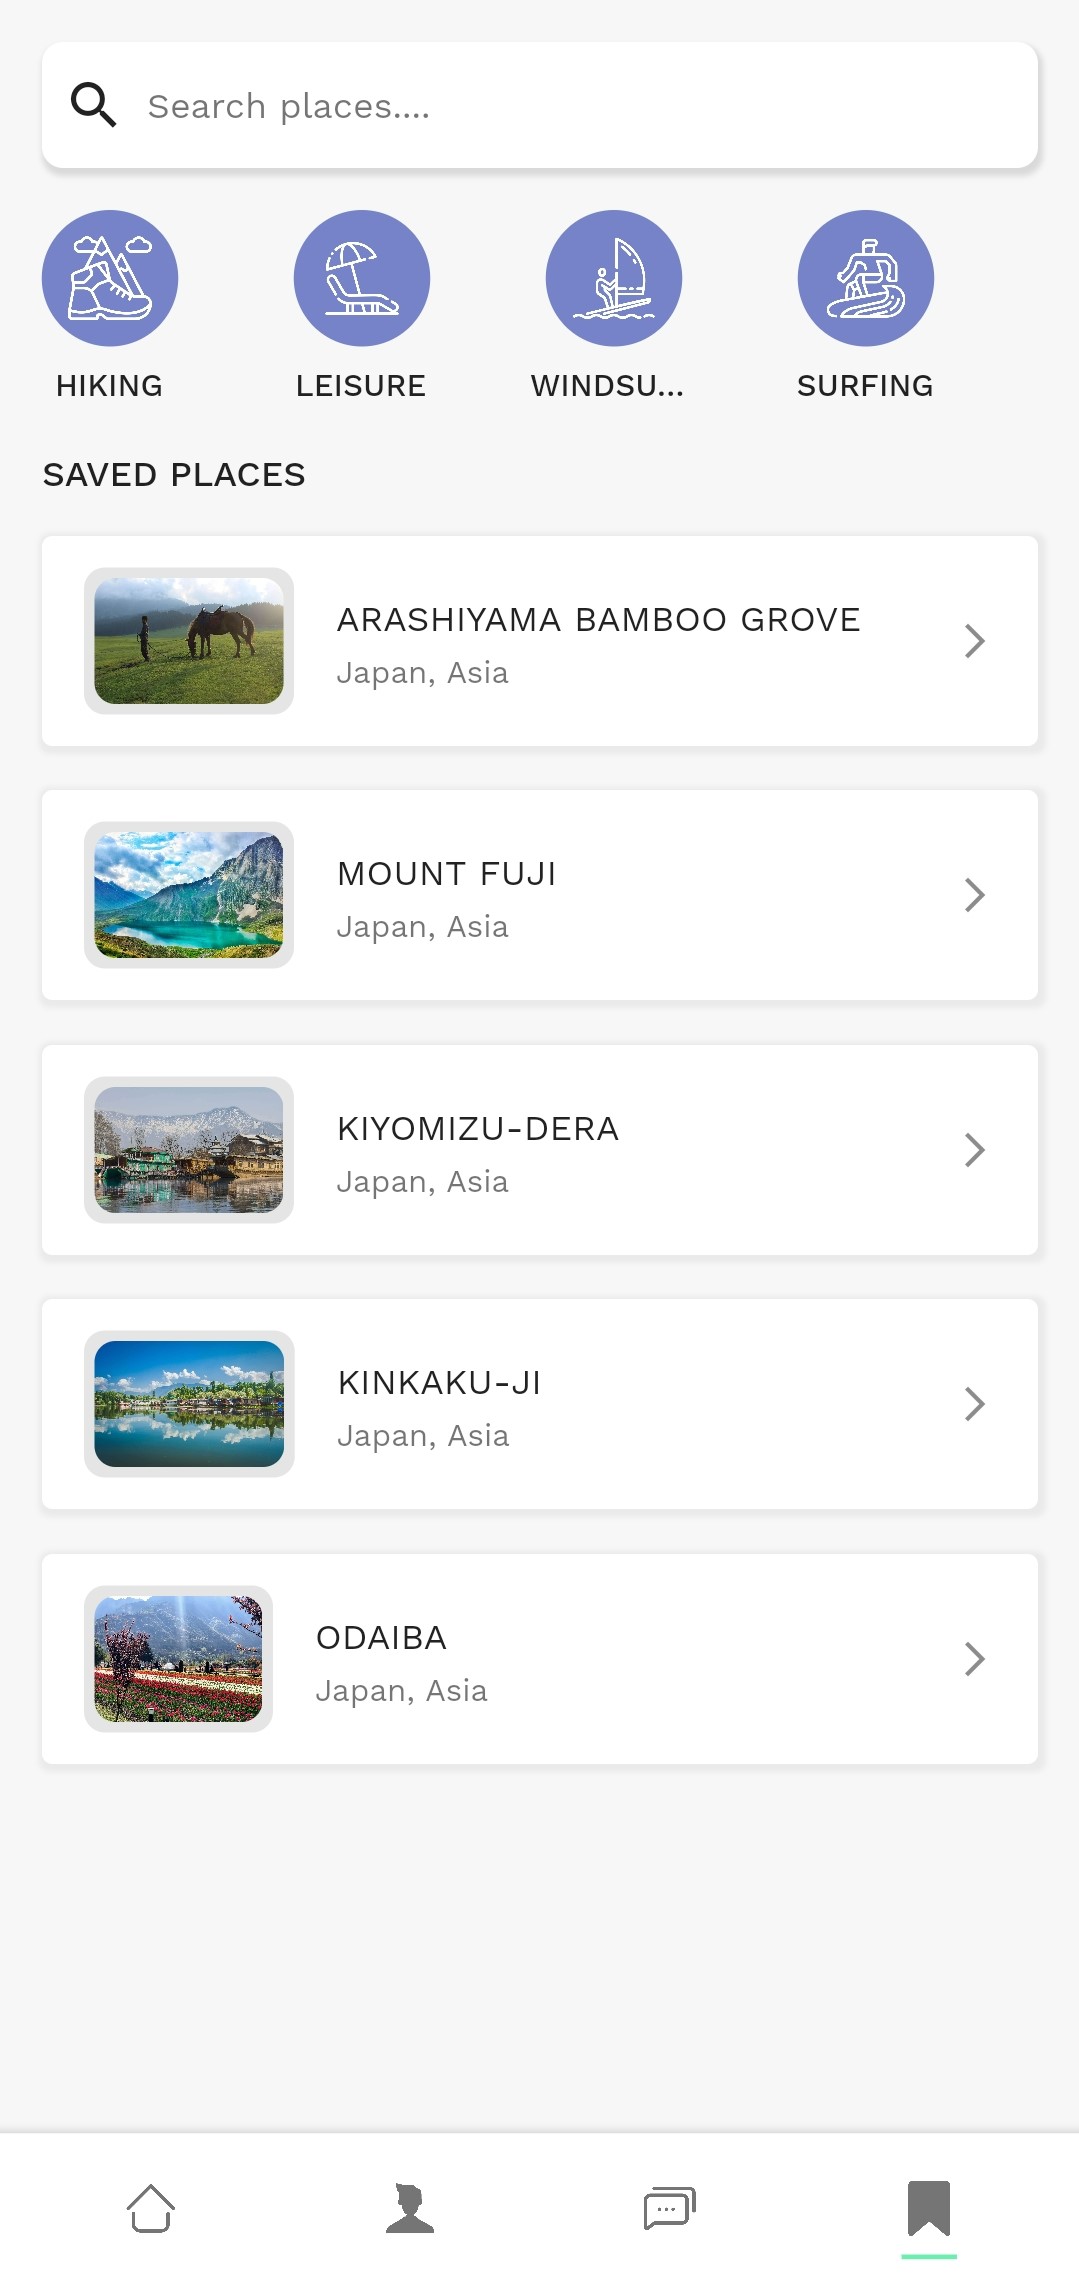 Search places....
HIKING
LEISURE
WINDSU...
SURFING
SAVED PLACES
ARASHIYAMA BAMBOO GROVE
Japan, Asia
MOUNT FUJI
Japan, Asia
KIYOMIZU-DERA
Japan, Asia
KINKAKU-JI
Japan, Asia
ODAIBA
Japan, Asia